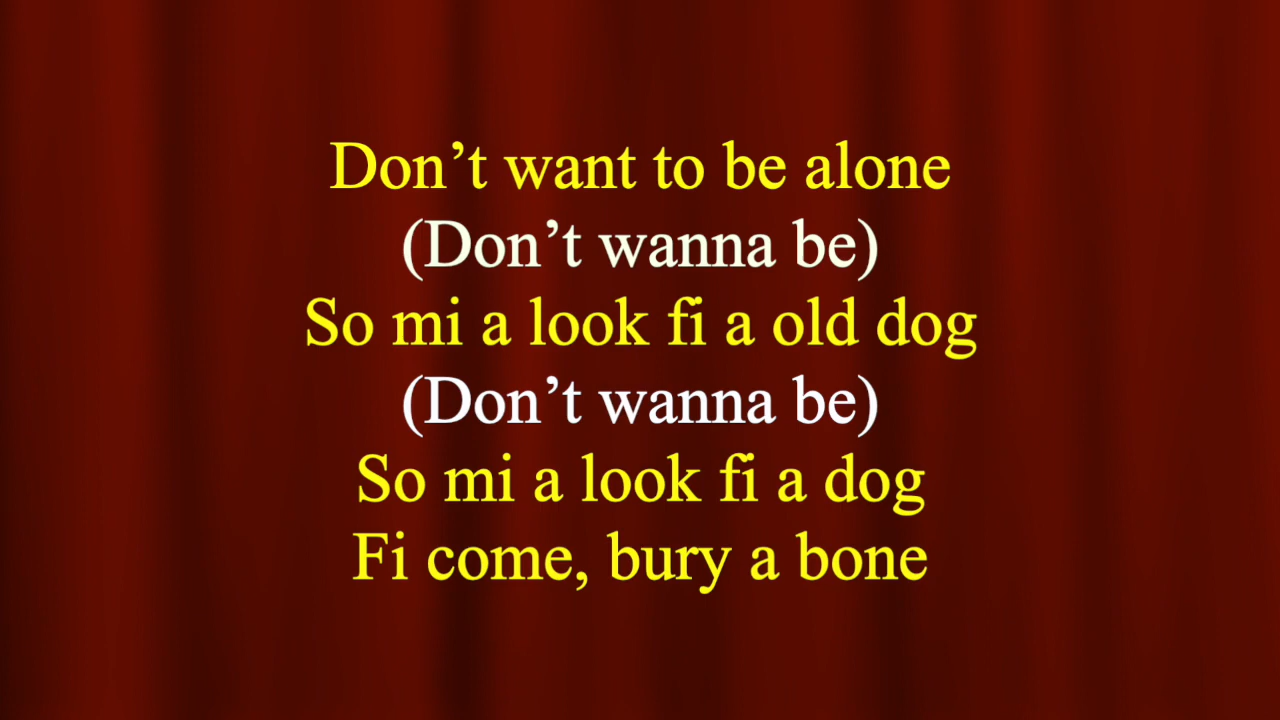 Don’t want to be alone
(Don’t wanna be)
So mi a look fi a old dog
(Don’t wanna be)
So mi a look fi a dog
Fi come, bury a bone